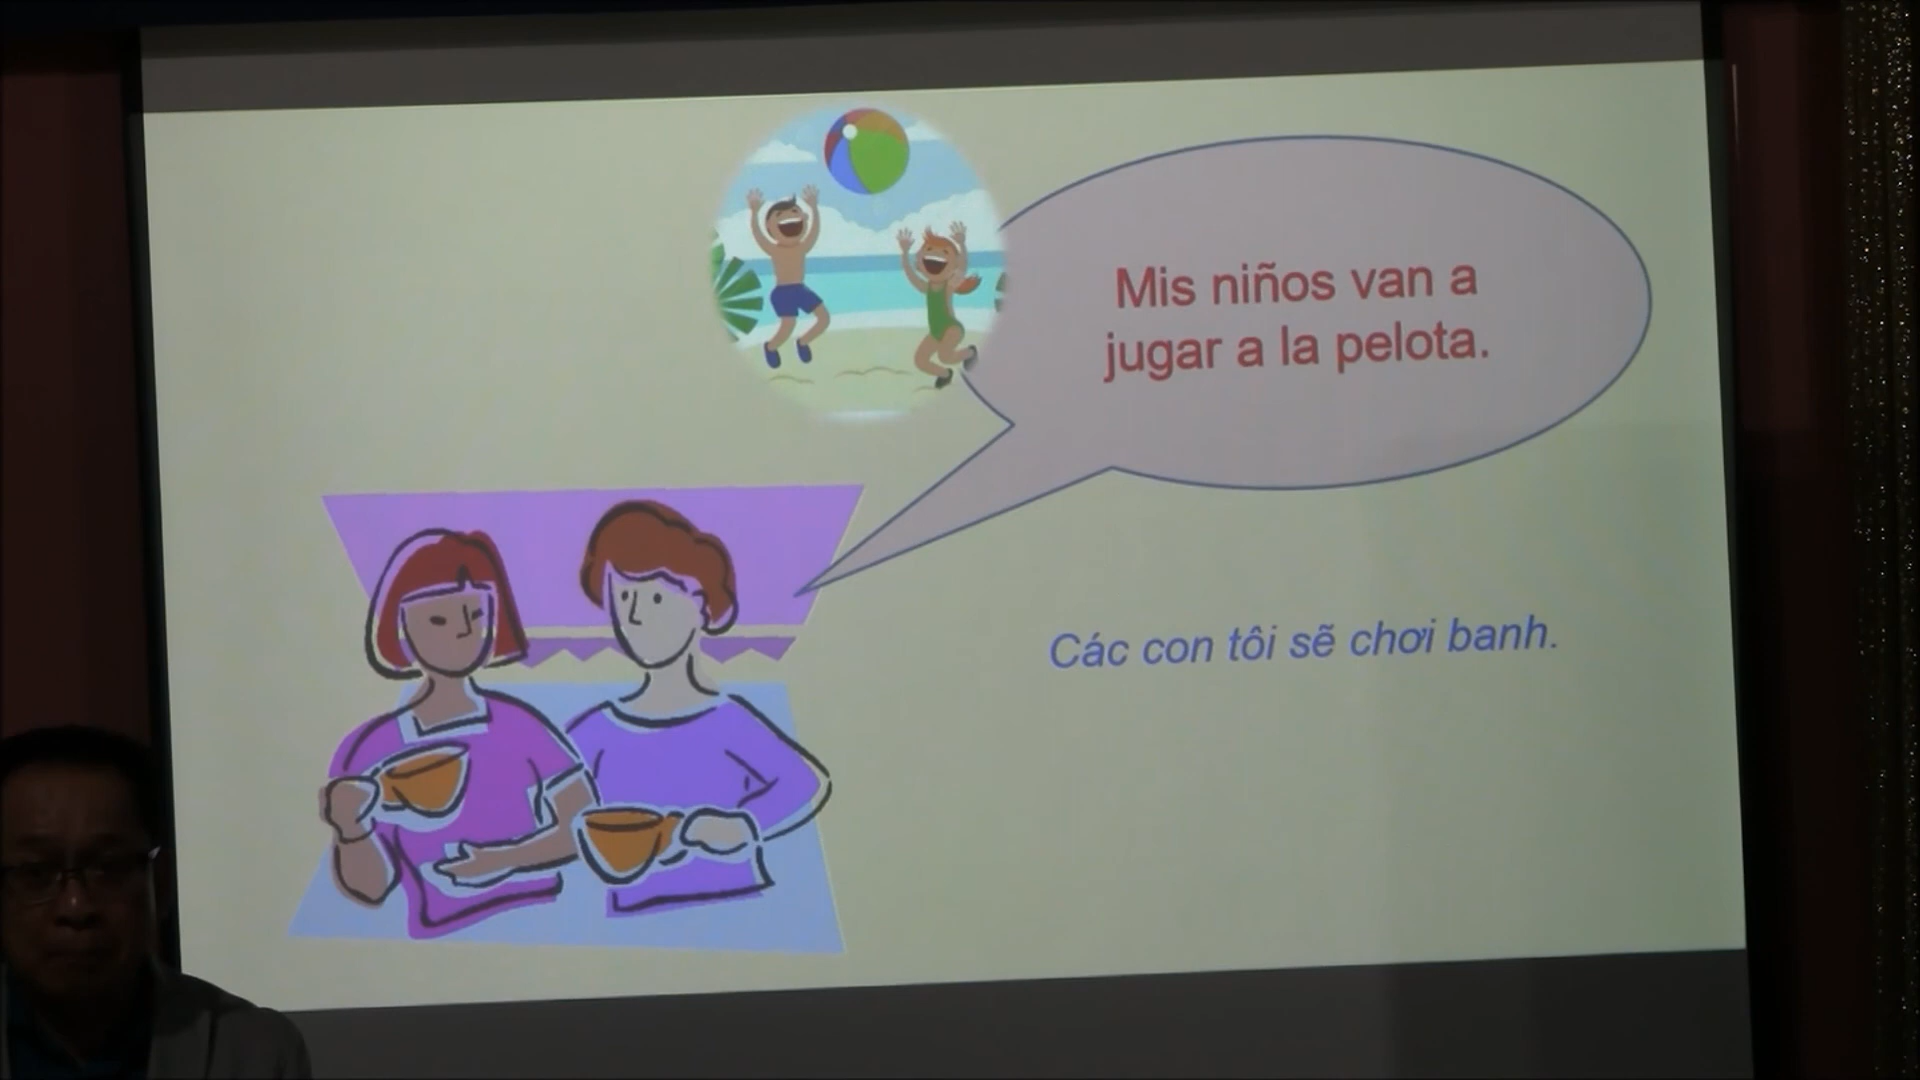 Mis niños van a
jugar a la pelota.
Các con tôi sẽ chơi banh.